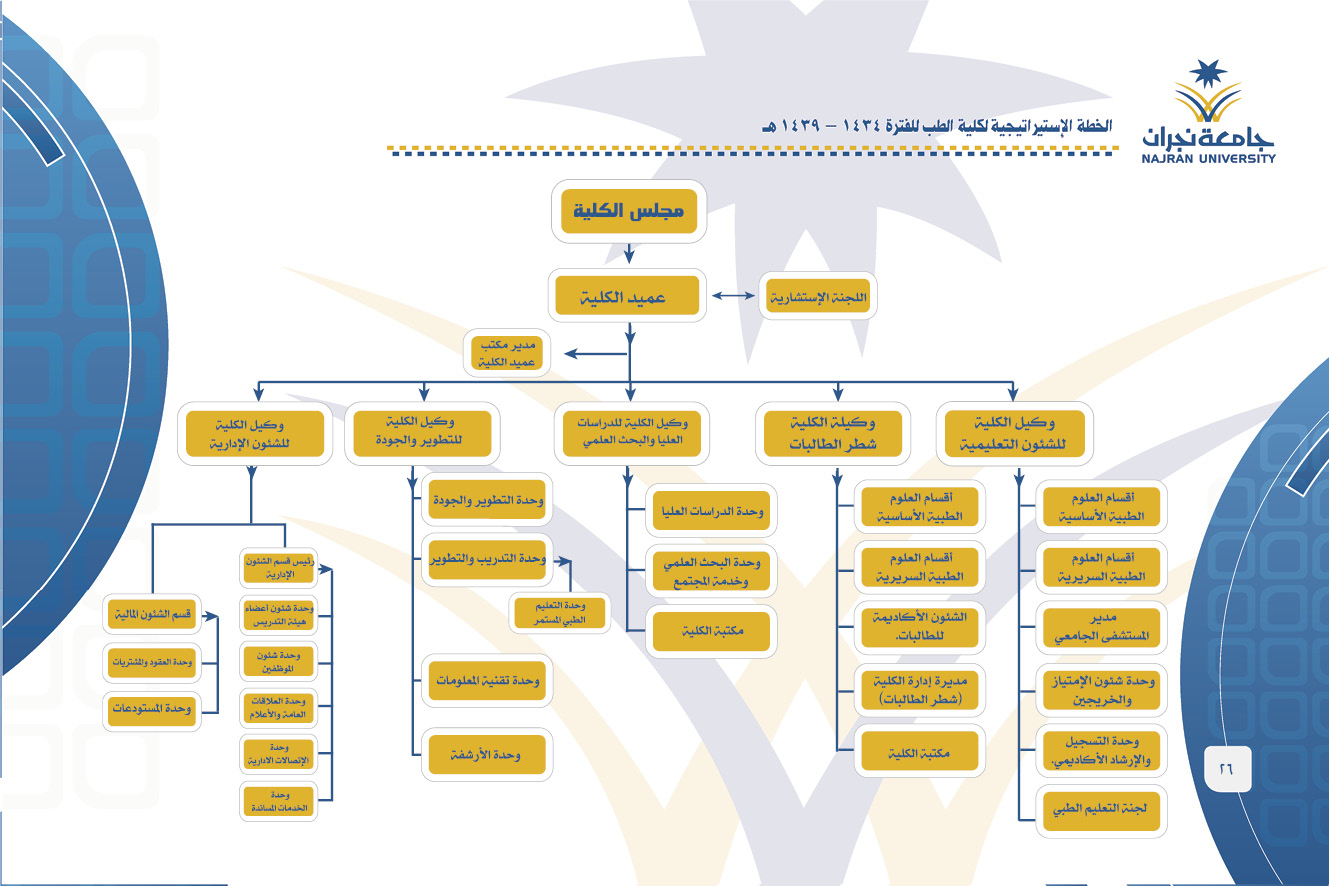 جامعة نجران
NAJRAN UNIVERSITY
الخطة الإستيراتيجية لكلية الطب للفترة ١٤٣٤ – ١٤٣٩ هـ
مجلس الكلية
عميد الكلية
اللجنة الإستشارية
مدير مكتب
عميد الكلية
وكيل الكلية
للشئون التعليمية
وكيلة الكلية
شطر الطالبات
وكيل الكلية للدراسات
العليا والبحث العلمي
وكيل الكلية
للتطوير والجودة
وكيل الكلية
للشئون الإدارية
أقسام العلوم
الطبية الأساسية
أقسام العلوم
الطبية السريرية
مدير
المستشفى الجامعي
وحدة شئون الإمتياز
والخريجين
وحدة التسجيل
والإرشاد الأكاديمي.
لجنة التعليم الطبي
أقسام العلوم
الطبية الأساسية
أقسام العلوم
الطبية السريرية
الشئون الأكاديمة
للطالبات.
مديرة إدارة الكلية
(شطر الطالبات)
مكتبة الكلية
وحدة الدراسات العليا
وحدة البحث العلمي
وخدمة المجتمع
مكتبة الكلية
وحدة التطوير والجودة
وحدة التدريب والتطوير
وحدة التعليم
الطبي المستمر
وحدة تقنية المعلومات
وحدة الأرشفة
رئيس قسم الشئون
الإدارية
وحدة شئون أعضاء
هيئة التدريس
وحدة شئون
الموظفين
وحدة العلاقات
العامة والأعلام
وحدة
الإتصالات الادارية
وحدة
الخدمات المساندة
قسم الشئون المالية
وحدة العقود والمشتريات
وحدة المستودعات
٢٦